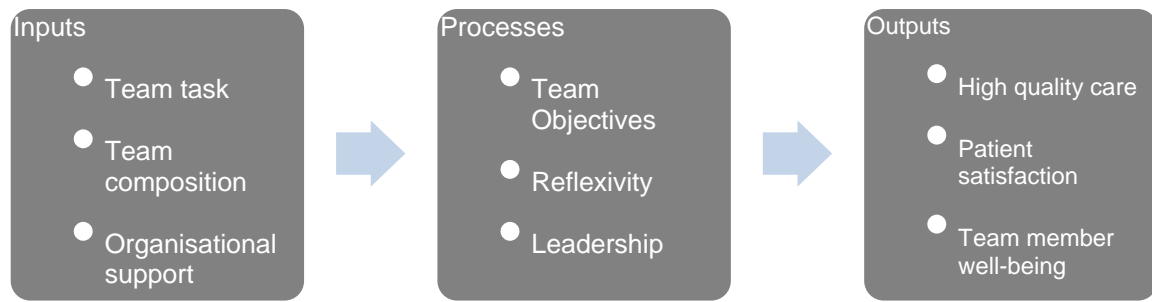 Inputs
Team task
Team
composition
Organisational
support
Processes
Team
Objectives
Reflexivity
Leadership
Outputs
High quality care
Patient
satisfaction
Team member
well-being